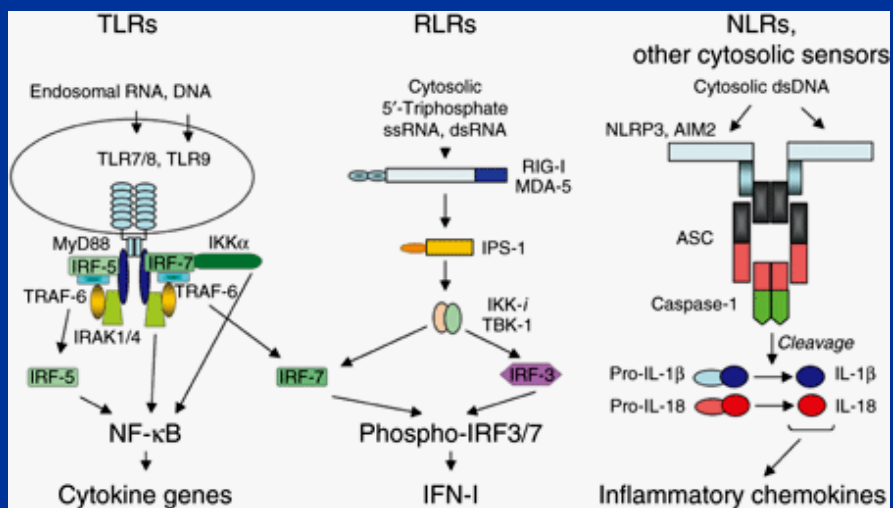 TLRs
Endosomal RNA, DNA
TLR7/8, TLR9
MyD88
IKKα
IRF-5
IRF-7
TRAF-6
TRAF-6
IRAK1/4
IRF-5
NF-κB
Cytokine genes
RLRs
Cytosolic
5′-Triphosphate
ssRNA, dsRNA
RIG-I
MDA-5
IPS-1
IKK-i
TBK-1
IRF-7
IRF-3
Phospho-IRF3/7
IFN-I
NLRs,
other cytosolic sensors
Cytosolic dsDNA
NLRP3, AIM2
ASC
Caspase-1
Cleavage
Pro-IL-1β
IL-1β
Pro-IL-18
IL-18
Inflammatory chemokines